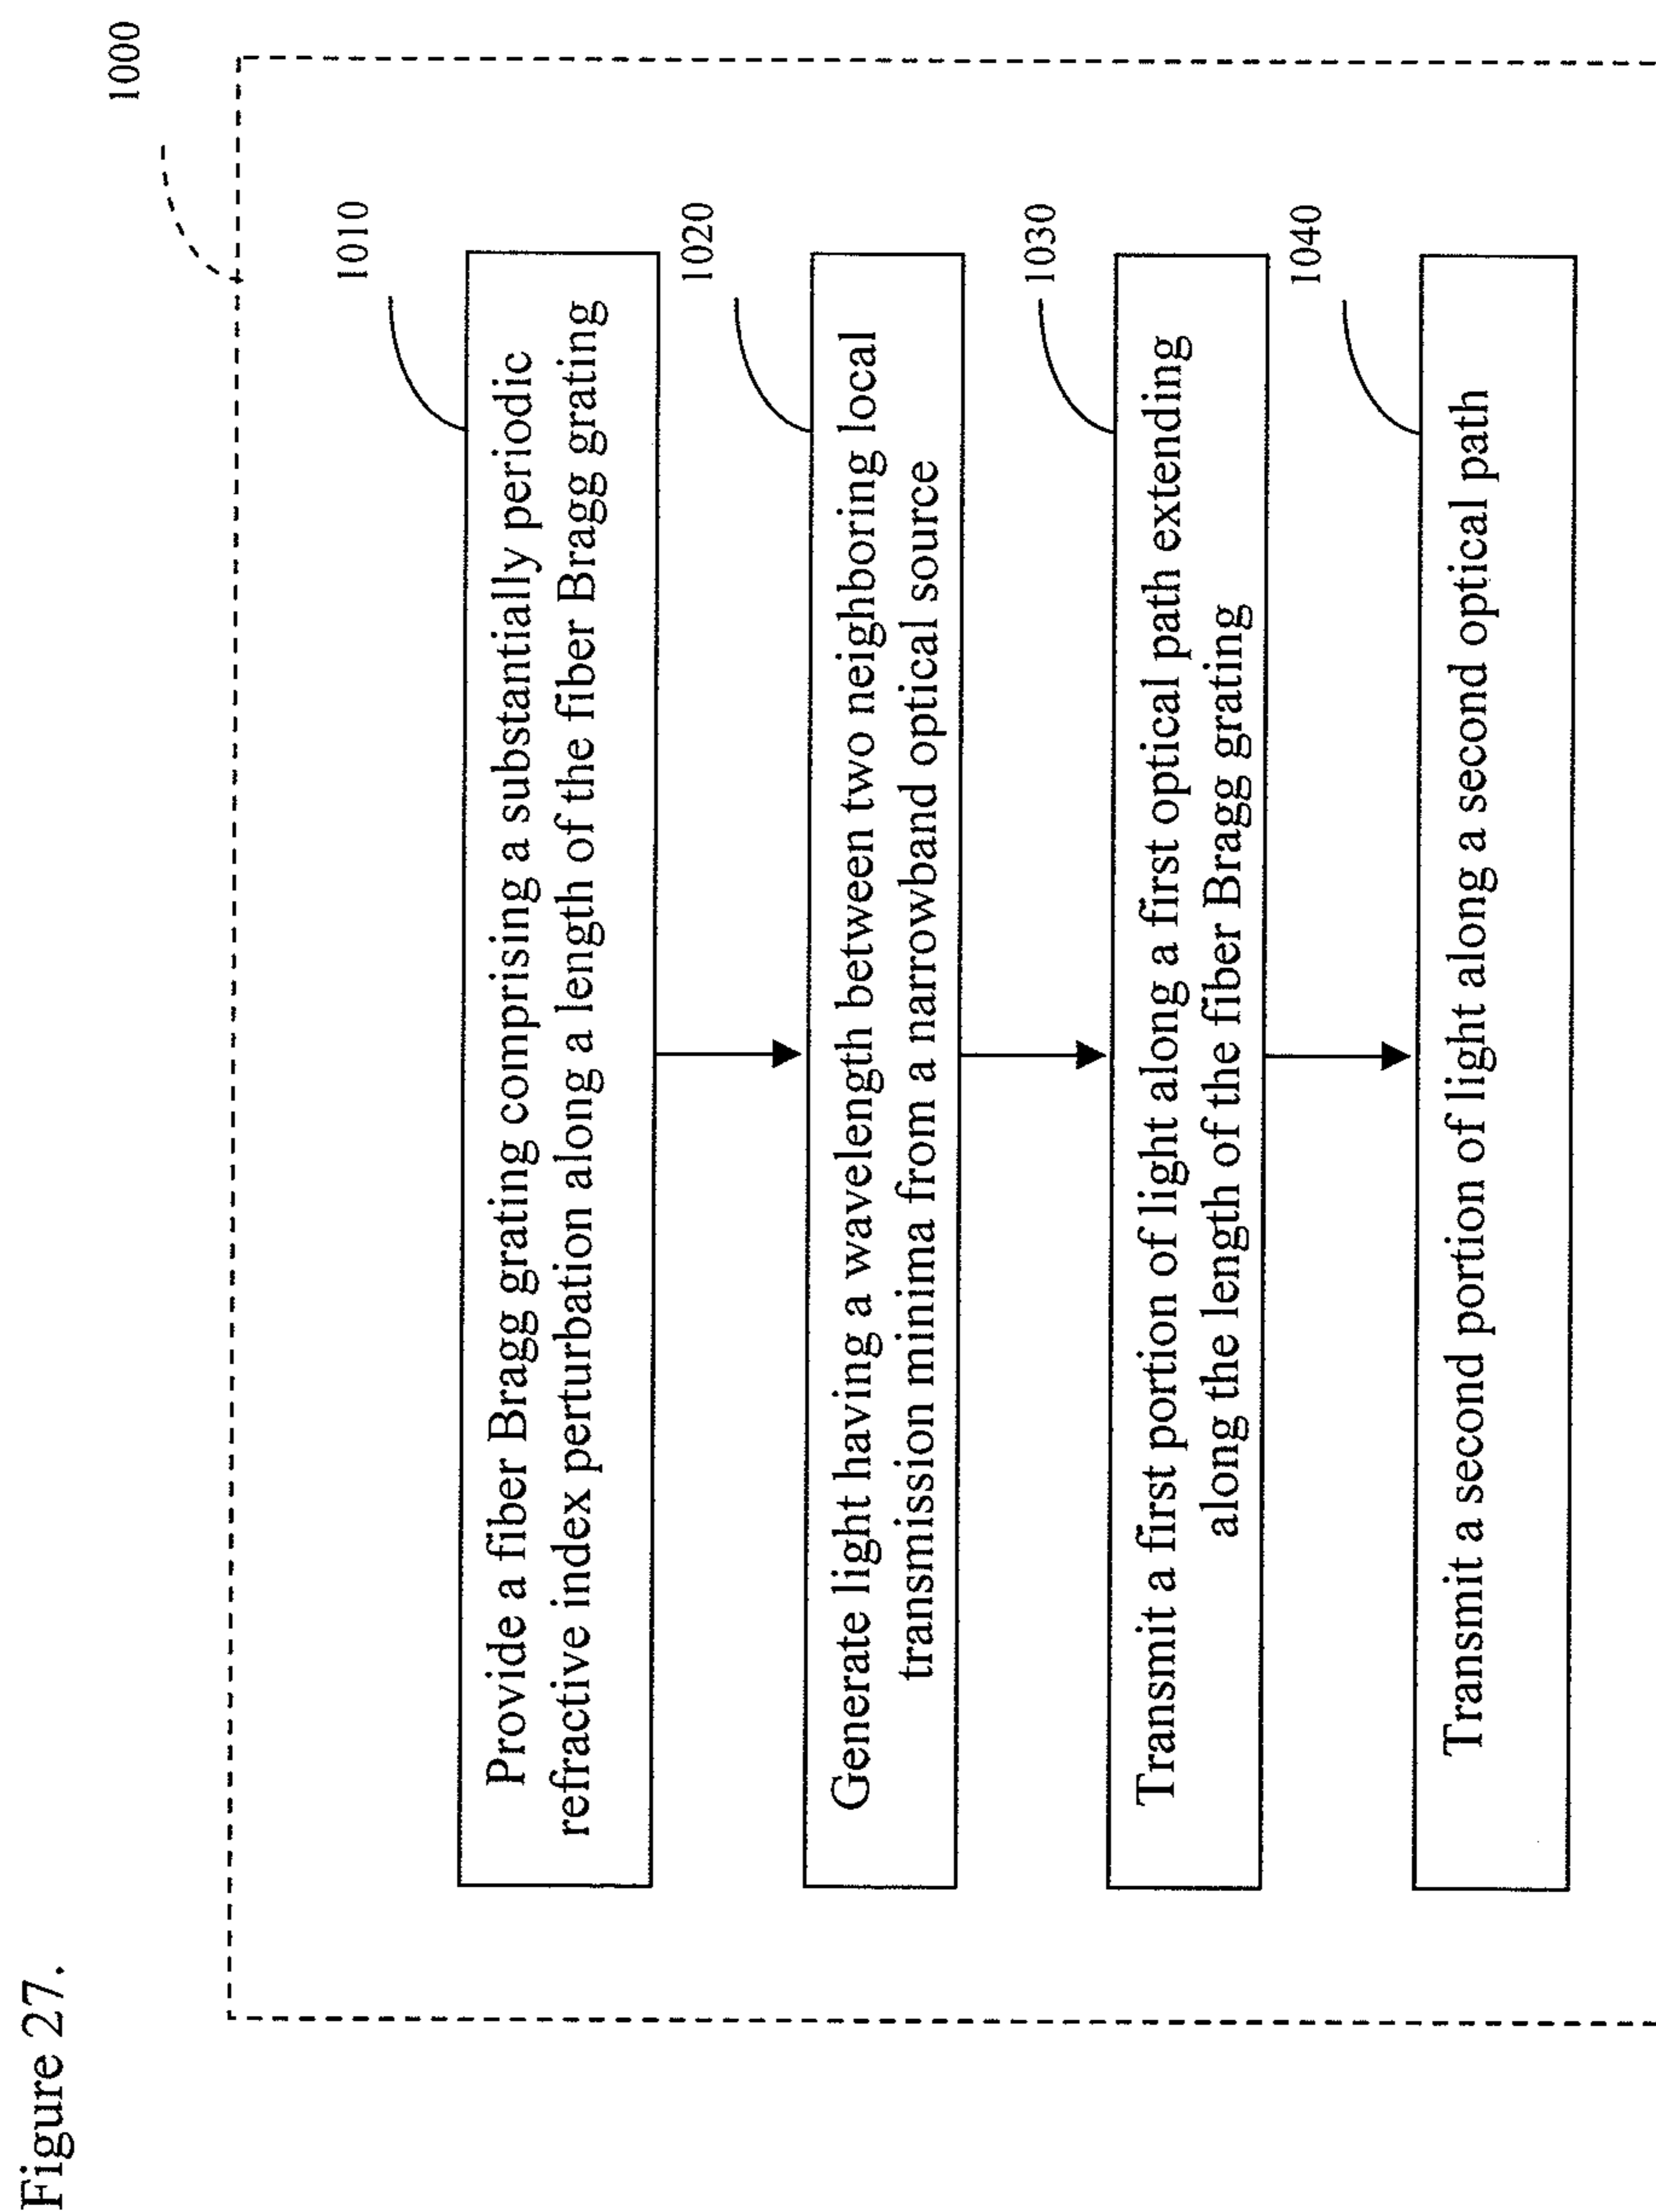 Figure 27.
1000
1010
Provide a fiber Bragg grating comprising a substantially periodic
refractive index perturbation along a length of the fiber Bragg grating
1020
Generate light having a wavelength between two neighboring local
transmission minima from a narrowband optical source
1030
Transmit a first portion of light along a first optical path extending
along the length of the fiber Bragg grating
1040
Transmit a second portion of light along a second optical path